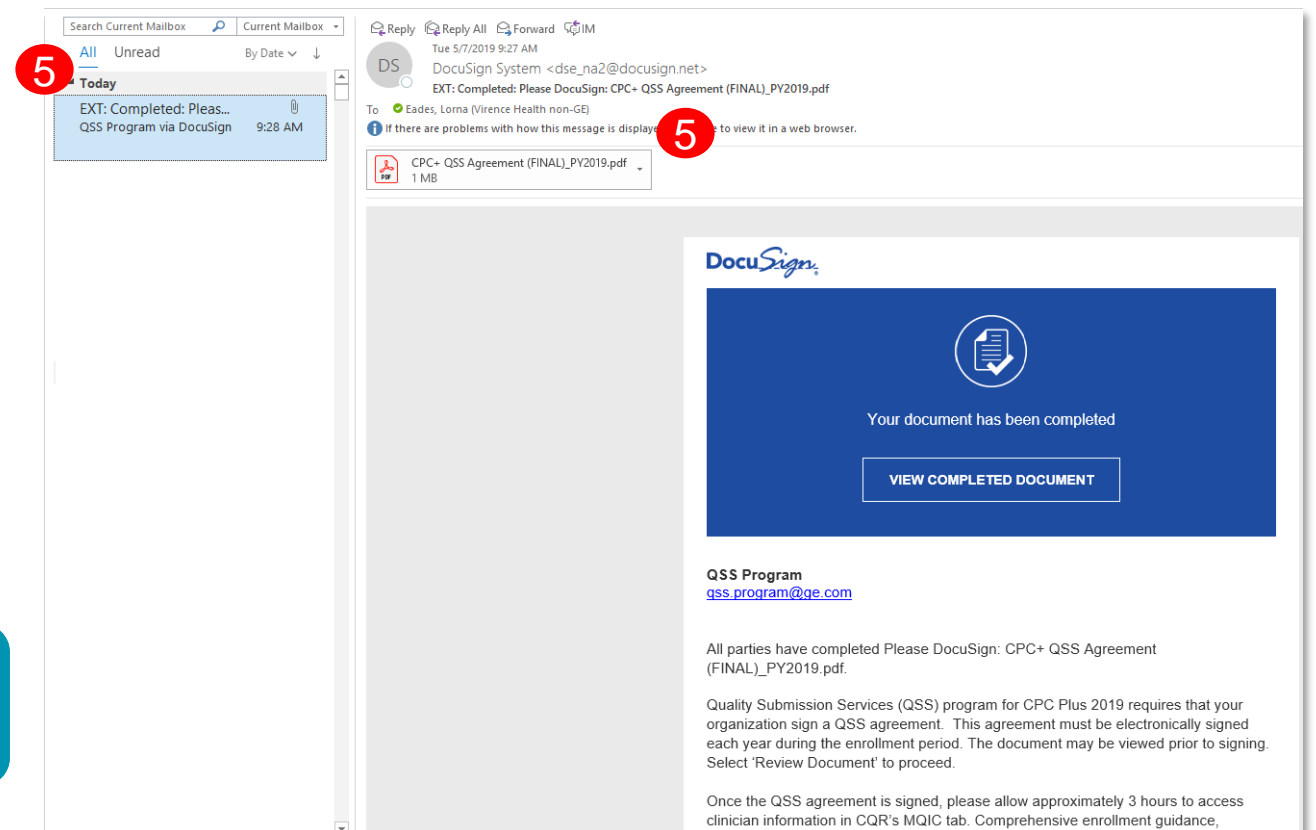 Search Current Mailbox
Current Mailbox
All Unread By Date
5
Today
EXT: Completed: Pleas...
QSS Program via DocuSign 9:28 AM
Reply Reply All Forward IM
Tue 5/7/2019 9:27 AM
DS
DocuSign System <dse_na2@docusign.net>
EXT: Completed: Please DocuSign: CPC+ QSS Agreement (FINAL)_PY2019.pdf
To Eades, Lorna (Virence Health non-GE)
If there are problems with how this message is displaye to view it in a web browser.
5
PDF
CPC+ QSS Agreement (FINAL)_PY2019.pdf
1 MB
DocuSign
Your document has been completed
VIEW COMPLETED DOCUMENT
QSS Program
qss.program@ge.com
All parties have completed Please DocuSign: CPC+ QSS Agreement
(FINAL)_PY2019.pdf.
Quality Submission Services (QSS) program for CPC Plus 2019 requires that your
organization sign a QSS agreement. This agreement must be electronically signed
each year during the enrollment period. The document may be viewed prior to signing.
Select 'Review Document' to proceed.
Once the QSS agreement is signed, please allow approximately 3 hours to access
clinician information in CQR's MQIC tab. Comprehensive enrollment guidance,